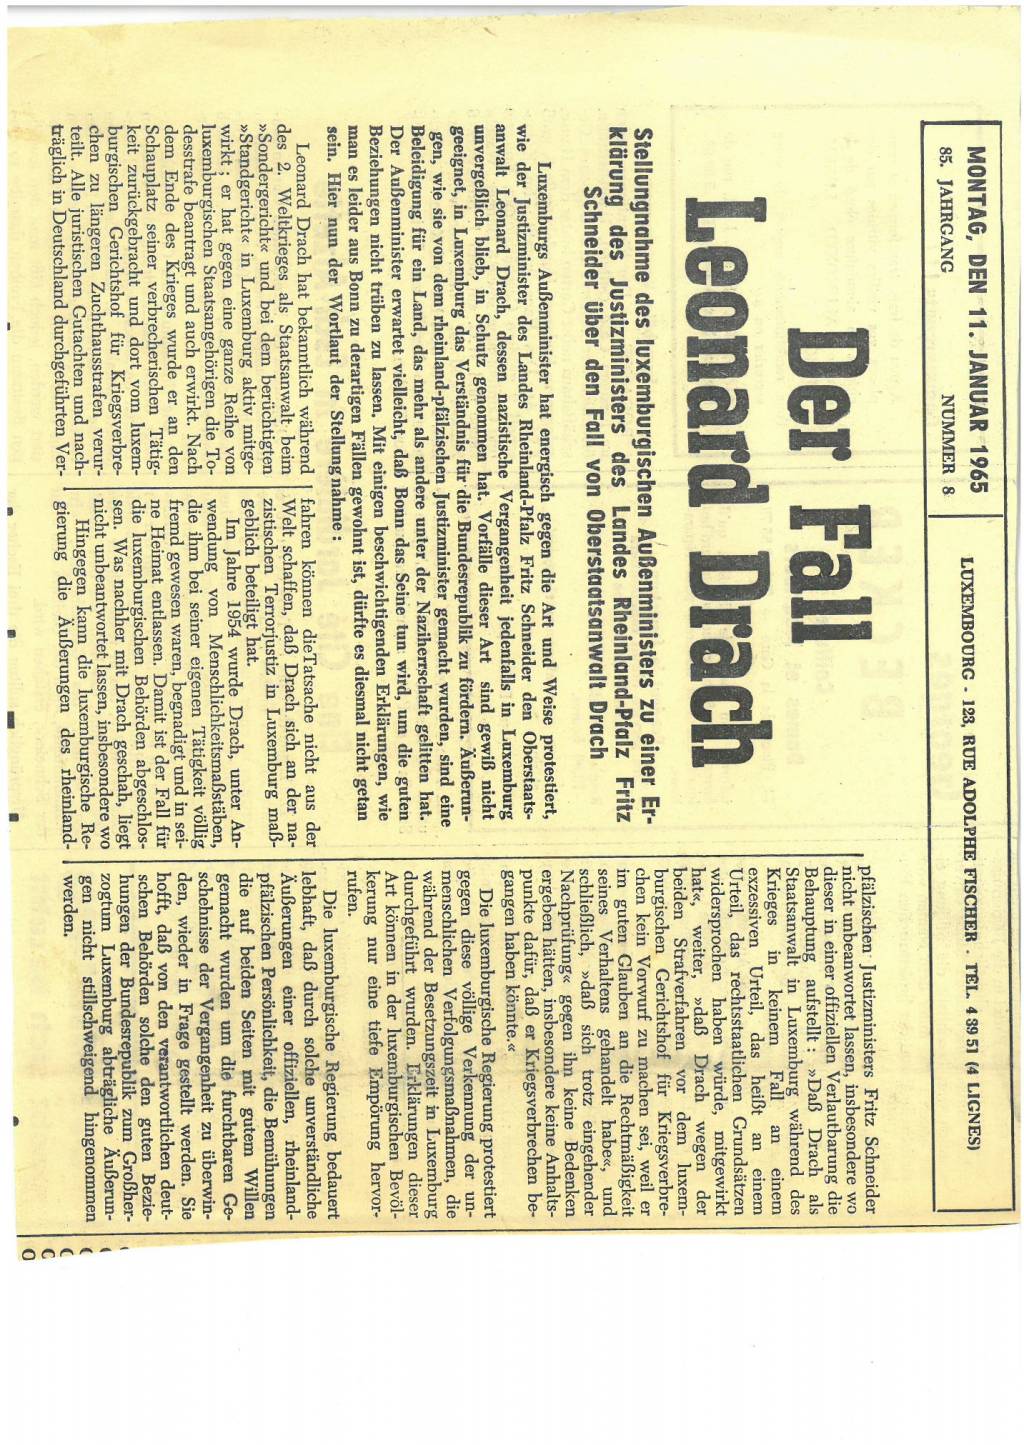 MONTAG, DEN 11. JANUAR 1965
85. JAHRGANG NUMMER 8
LUXEMBOURG - 123, RUE ADOLPHE FISCHER - TÉL. 4 89 51 (4 LIGNES)
Der Fall
Leonard Drach
Stellungnahme des luxemburgischen Außenministers zu einer Er-
klärung des Justizministers des Landes Rheinland-Pfalz Fritz
Schneider über den Fall von Oberstaatsanwalt Drach
Luxemburgs Außenminister hat energisch gegen die Art und Weise protestiert,
wie der Justizminister des Landes Rheinland-Pfalz Fritz Schneider den Oberstaats-
anwalt Leonard Drach, dessen nazistische Vergangenheit jedenfalls in Luxemburg
unvergeßlich blieb, in Schutz genommen hat. Vorfälle dieser Art sind gewiß nicht
geeignet, in Luxemburg das Verständnis für die Bundesrepublik zu fördern. Äußerun-
gen, wie sie von dem rheinland-pfälzischen Justizminister gemacht wurden, sind eine
Beleidigung für ein Land, das mehr als andere unter der Naziherrschaft gelitten hat.
Der Außenminister erwartet vielleicht, daß Bonn das Seine tun wird, um die guten
Beziehungen nicht trüben zu lassen. Mit einigen beschwichtigenden Erklärungen, wie
man es leider aus Bonn zu derartigen Fällen gewohnt ist, dürfte es diesmal nicht getan
sein. Hier nun der Wortlaut der Stellungnahme :
Leonard Drach hat bekanntlich während
des 2. Weltkrieges als Staatsanwalt beim
»Sondergericht« und bei dem berüchtigten
»Standgericht« in Luxemburg aktiv mitge-
wirkt ; er hat gegen eine ganze Reihe von
luxemburgischen Staatsangehörigen die To-
desstrafe beantragt und auch erwirkt. Nach
dem Ende des Krieges wurde er an den
Schauplatz seiner verbrecherischen Tätig-
keit zurückgebracht und dort vom luxem-
burgischen Gerichtshof für Kriegsverbre-
chen zu längeren Zuchthausstrafen verur-
teilt. Alle juristischen Gutachten und nach-
träglich in Deutschland durchgeführten Ver-
fahren können die Tatsache nicht aus der
Welt schaffen, daß Drach sich an der na-
zistischen Terrorjustiz in Luxemburg maß-
geblich beteiligt hat.
Im Jahre 1954 wurde Drach, unter An-
wendung von Menschlichkeitsmaßstäben,
die ihm bei seiner eigenen Tätigkeit völlig
fremd gewesen waren, begnadigt und in sei-
ne Heimat entlassen. Damit ist der Fall für
die luxemburgischen Behörden abgeschlos-
sen. Was nachher mit Drach geschah, liegt
nicht unbeantwortet lassen, insbesondere wo
Hingegen kann die luxemburgische Re-
gierung die Äußerungen des rheinland-
pfälzischen Justizministers Fritz Schneider
nicht unbeanwortet lassen, insbesondere wo
dieser in einer offiziellen Verlautbarung die
Behauptung aufstellt : »Daß Drach als
Staatsanwalt in Luxemburg während des
Krieges in keinem Fall an einem
exzessiven Urteil, das heißt an einem
Urteil, das rechtsstaatlichen Grundsätzen
widersprochen haben würde, mitgewirkt
hat«, weiter, »daß Drach wegen der
beiden Strafverfahren vor dem luxem-
burgischen Gerichtshof für Kriegsverbre-
chen kein Vorwurf zu machen sei, weil er
im guten Glauben an die Rechtmäßigkeit
seines Verhaltens gehandelt habe«, und
schließlich, »daß sich trotz eingehender
Nachprüfung« gegen ihn keine Bedenken
ergeben hätten, insbesondere keine Anhalts-
punkte dafür, daß er Kriegsverbrechen be-
gangen haben könnte.“
Die luxemburgische Regierung protestiert
gegen diese völlige Verkennung der un-
menschlichen Verfolgungsmaßnahmen, die
während der Besetzungszeit in Luxemburg
durchgeführt wurden. Erklärungen dieser
Art können in der luxemburgischen Bevöl-
kerung nur eine tiefe Empörung hervor-
rufen.
Die luxemburgische Regierung bedauert
lebhaft, daß durch solche unverständliche
Äußerungen einer offiziellen, rheinland-
pfälzischen Persönlichkeit, die Bemühungen
die auf beiden Seiten mit gutem Willen
gemacht wurden um die furchtbaren Ge-
schehnisse der Vergangenheit zu überwin-
den, wieder in Frage gestellt werden. Sie
hofft, daß von den verantwortlichen deut-
schen Behörden solche den guten Bezie-
hungen der Bundesrepublik zum Großher-
zogtum Luxemburg abträgliche Äußerun-
gen nicht stillschweigend hingenommen
werden.